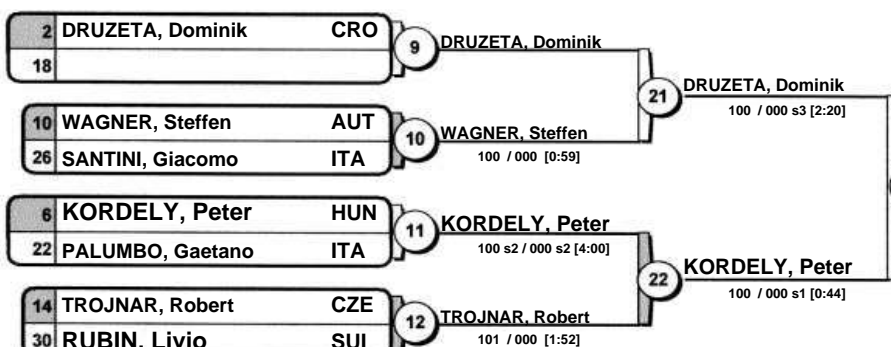 2 DRUZETA, Dominik CRO
18
9
DRUZETA, Dominik
10 WAGNER, Steffen AUT
26 SANTINI, Giacomo ITA
10
WAGNER, Steffen
100 / 000 [0:59]
21
DRUZETA, Dominik
100 / 000 s3 [2:20]
6 KORDELY, Peter HUN
22 PALUMBO, Gaetano ITA
11
KORDELY, Peter
100 s2 / 000 s2 [4:00]
14 TROJNAR, Robert CZE
30 RUBIN, Livio SUI
12
TROJNAR, Robert
101 / 000 [1:52]
22
KORDELY, Peter
100 / 000 s1 [0:44]